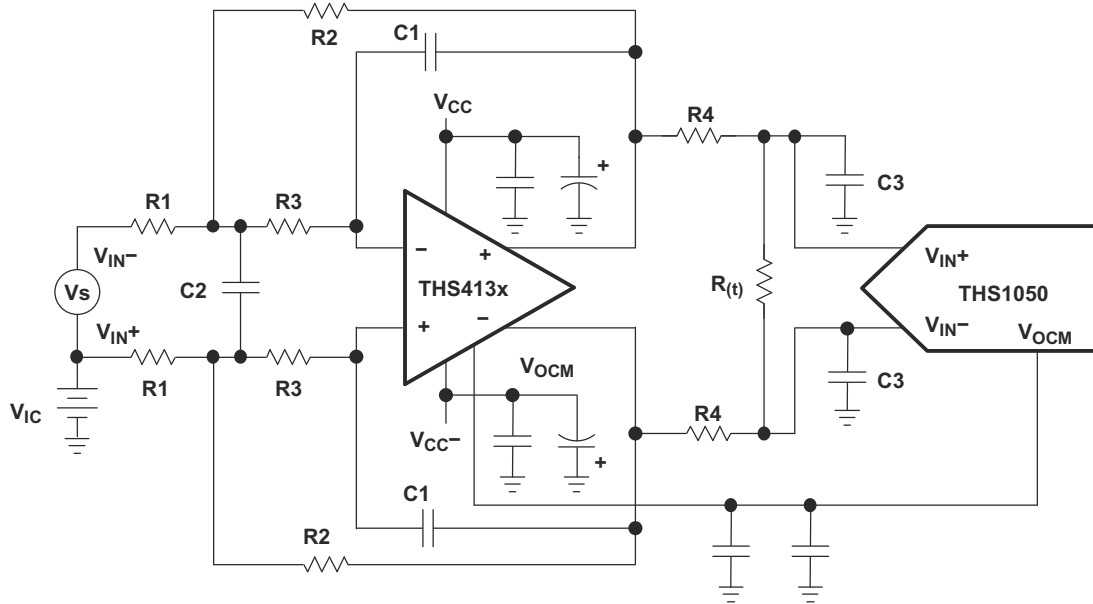 R2
C1
VCC
R4
+
C3
R1
R3
VIN−
−
+
VIN+
Vs
C2
THS413x
R(t)
THS1050
VIN+
+
−
VIN−
VOCM
R1
R3
VOCM
C3
VIC
R4
VCC−
+
C1
R2